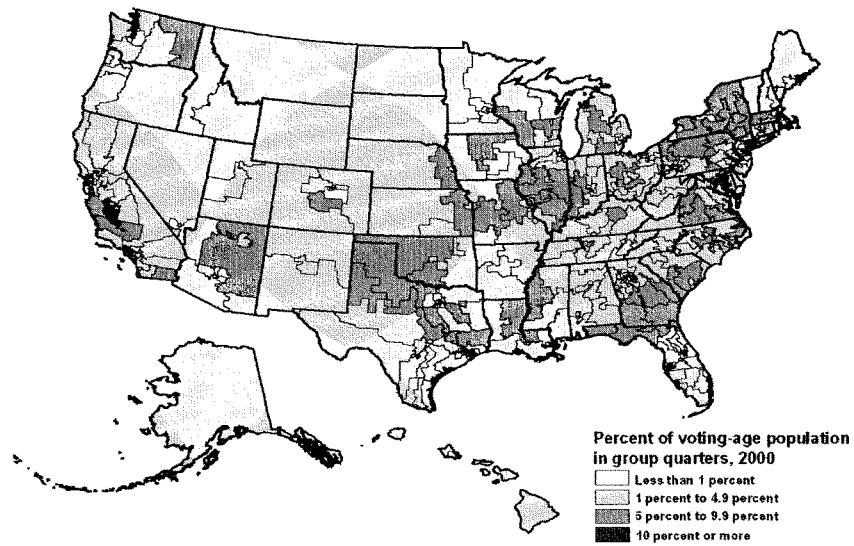 Percent of voting-age population
in group quarters, 2000
Less than 1 percent
1 percent to 4.9 percent
5 percent to 9.9 percent
10 percent or more